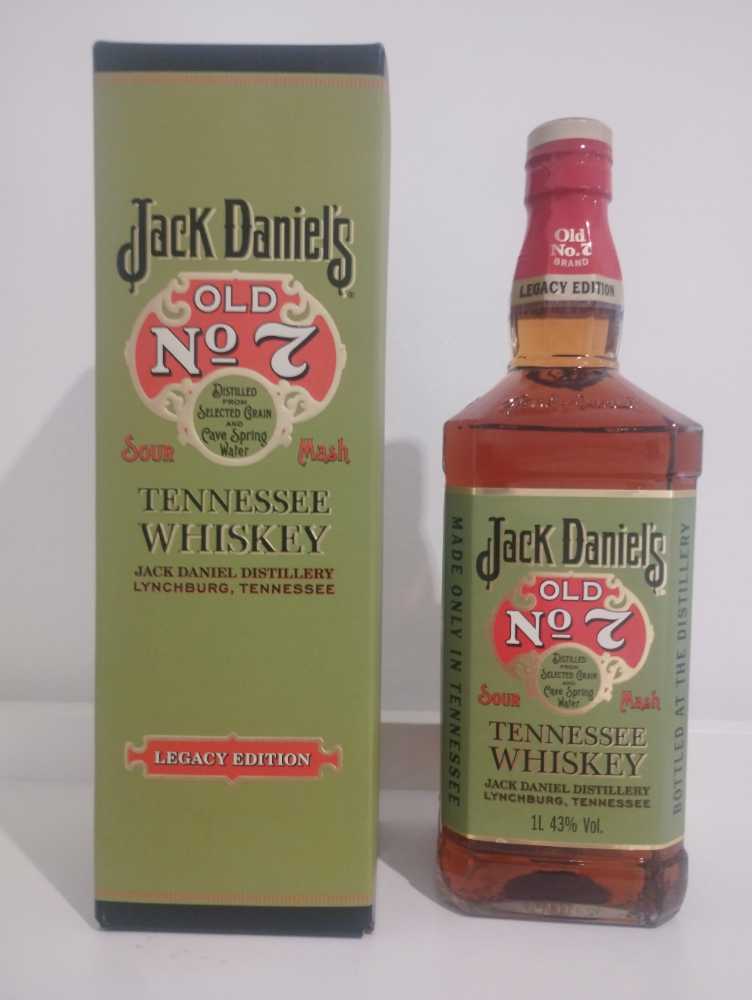 Jack Daniel's
OLD
Nº 7
DISTILLED
FROM
SELECTED GRAIN
AND
Cave Spring
Water
SOUR Mash
TENNESSEE
WHISKEY
JACK DANIEL DISTILLERY
LYNCHBURG, TENNESSEE
LEGACY EDITION
Old
No. 7
BRAND
LEGACY EDITION
MADE ONLY IN TENNESSEE
Jack Daniel's
OLD
Nº 7
DISTILLED
FROM
SELECTED GRAIN
AND
Cave Spring
Water
SOUR Mash
TENNESSEE
WHISKEY
JACK DANIEL DISTILLERY
LYNCHBURG, TENNESSEE
1L 43% Vol.
BOTTLED AT THE DISTILLERY